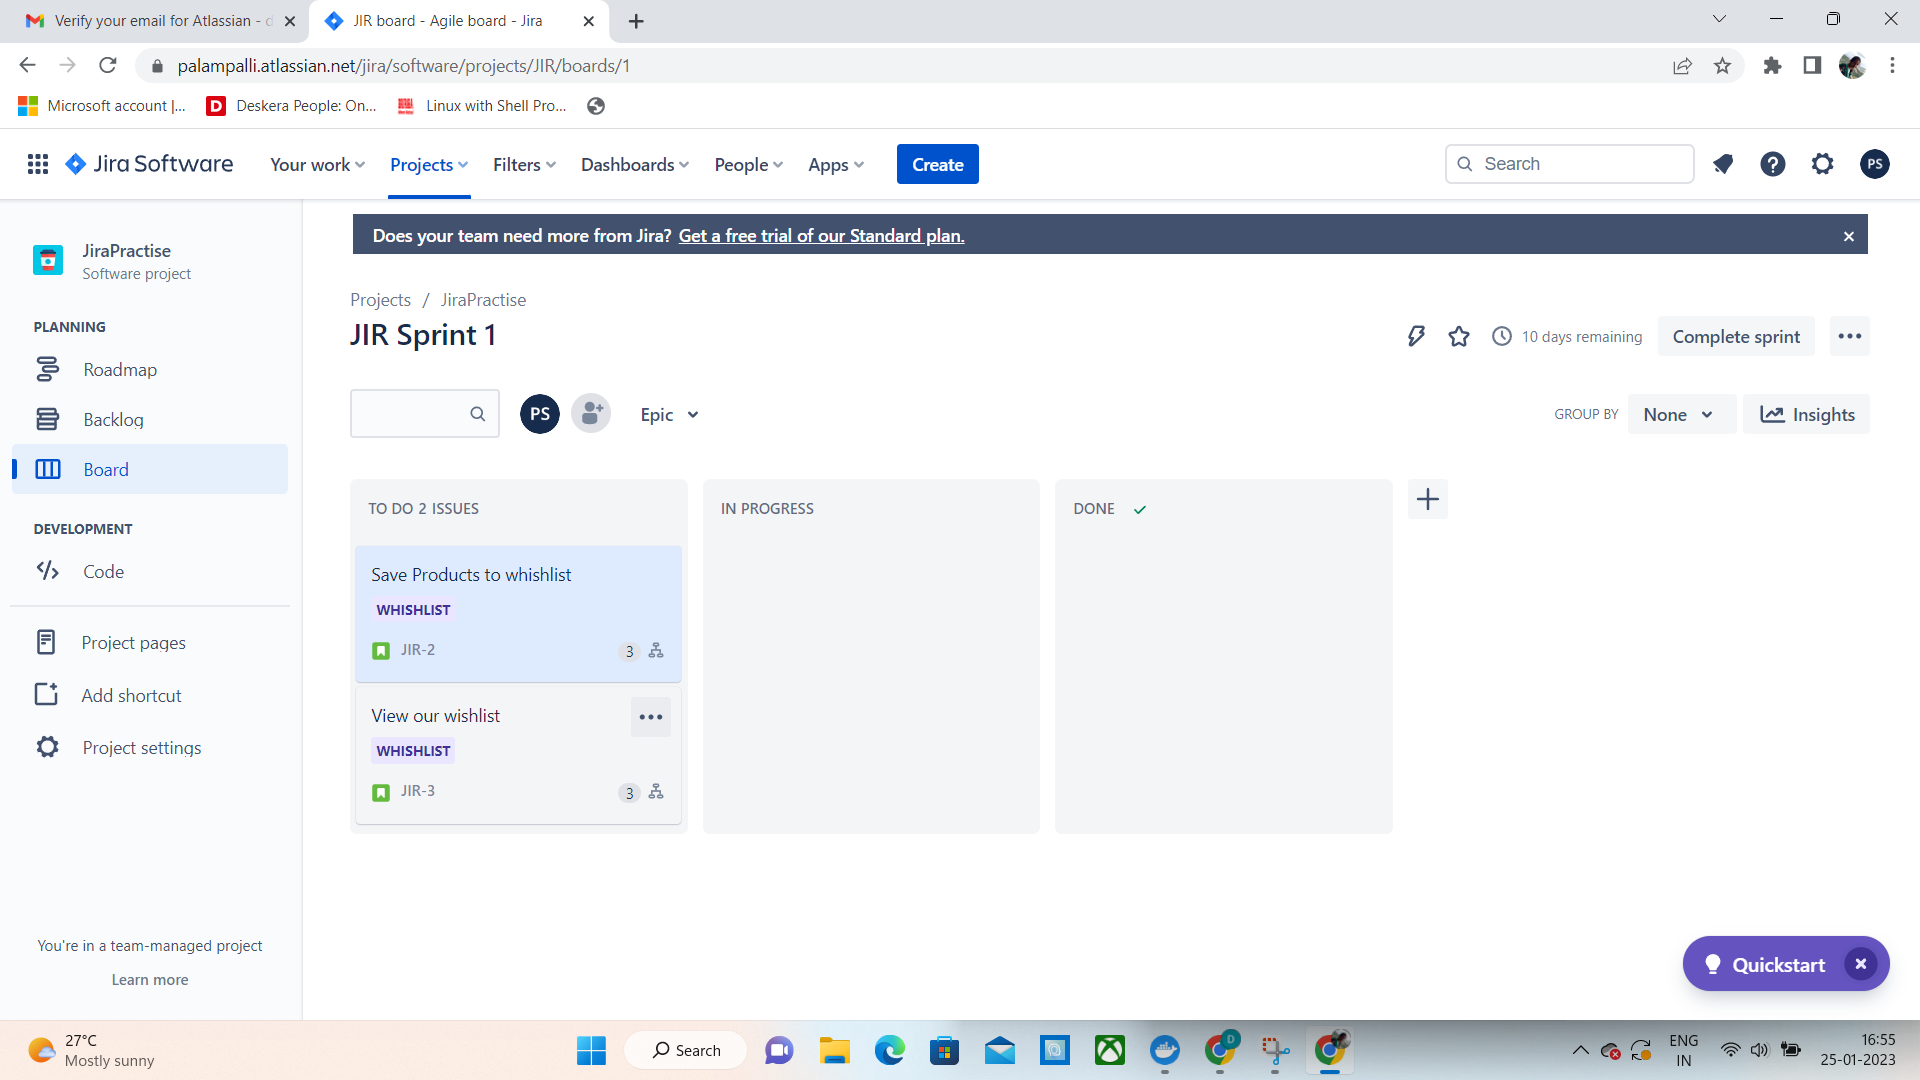 Verify your email for Atlassian - d
JIR board - Agile board - Jira
palampalli.atlassian.net/jira/software/projects/JIR/boards/1
Microsoft account |...
Deskera People: On...
Linux with Shell Pro...
Jira Software
Your work
Projects
Filters
Dashboards
People
Apps
Create
Search
PS
JiraPractise
Software project
PLANNING
Roadmap
Backlog
Board
DEVELOPMENT
Code
Project pages
Add shortcut
Project settings
You're in a team-managed project
Learn more
Does your team need more from Jira? Get a free trial of our Standard plan.
Projects / JiraPractise
JIR Sprint 1
10 days remaining
Complete sprint
PS
Epic
GROUP BY
None
Insights
TO DO 2 ISSUES
Save Products to whishlist
WHISHLIST
JIR-2
3
View our wishlist
WHISHLIST
JIR-3
3
IN PROGRESS
DONE
Quickstart
27°C
Mostly sunny
Search
D
ENG
IN
16:55
25-01-2023